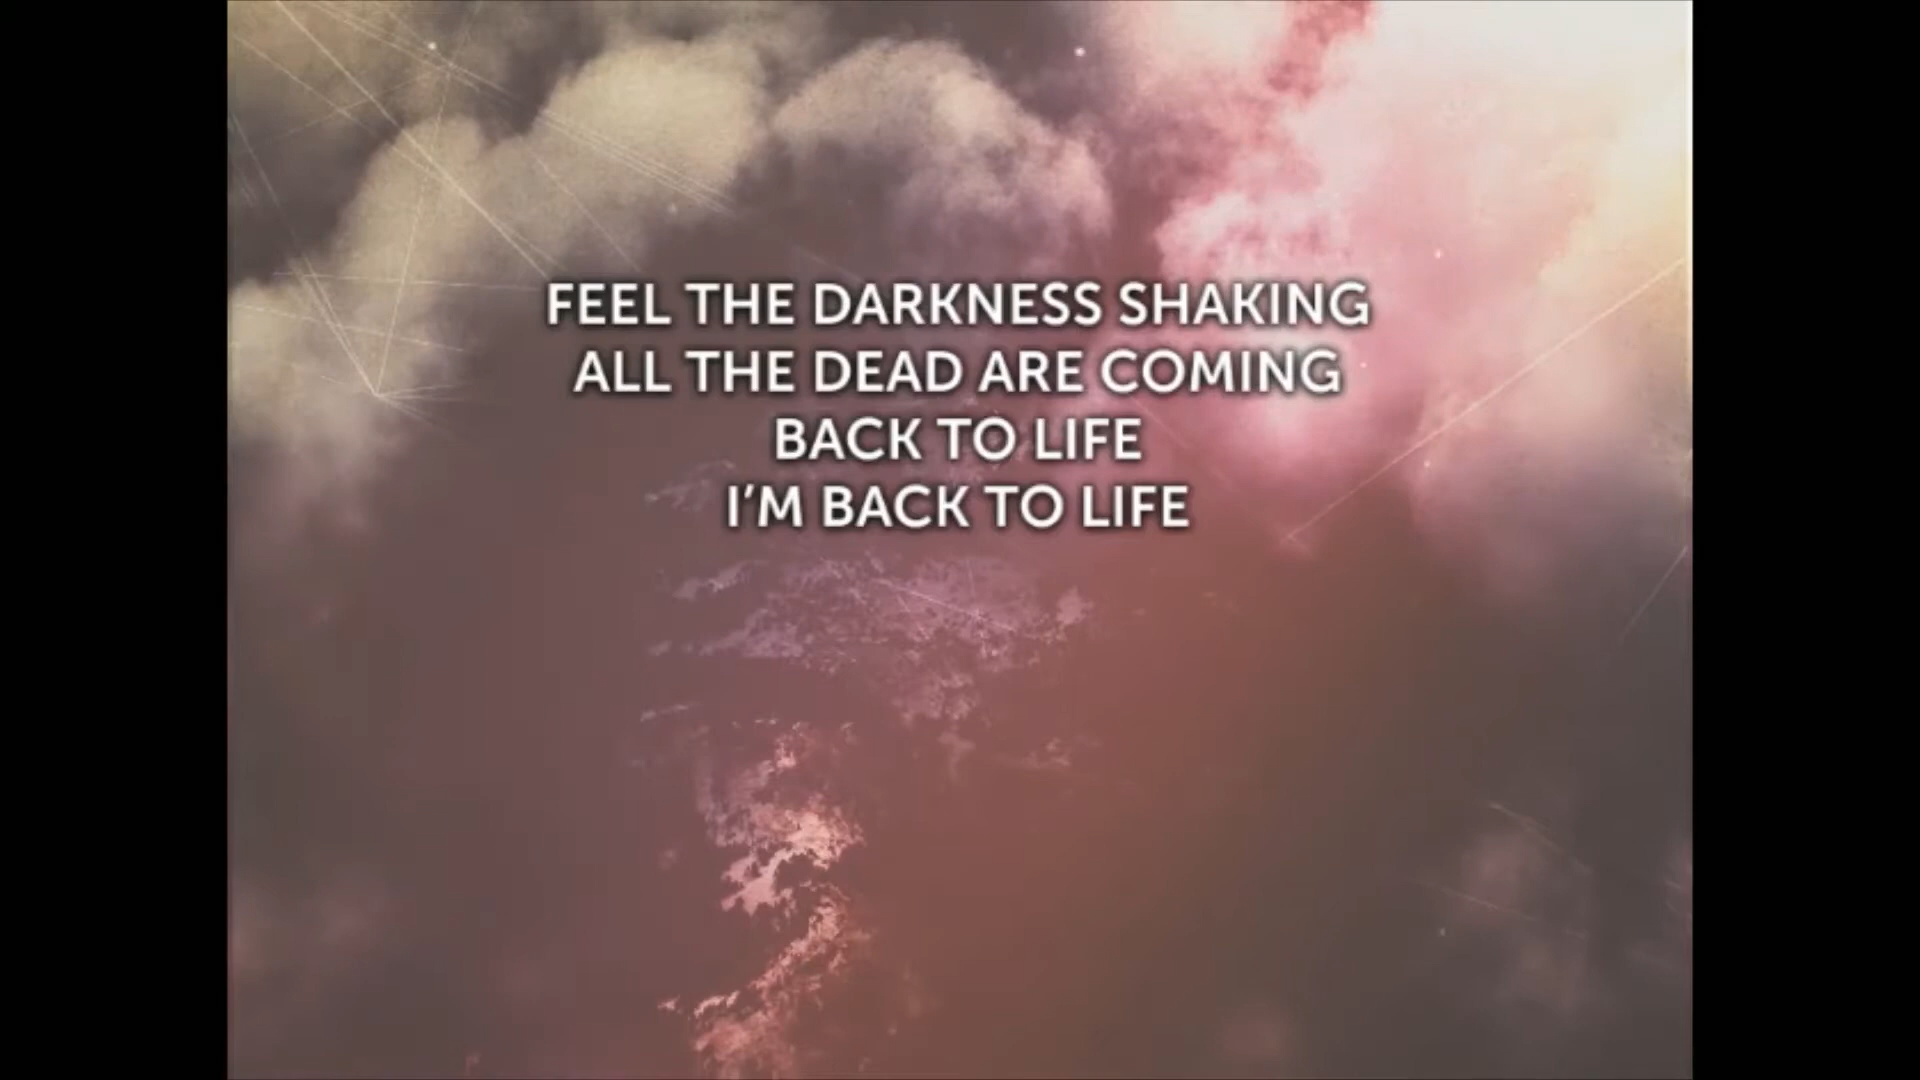 FEEL THE DARKNESS SHAKING
ALL THE DEAD ARE COMING
BACK TO LIFE
I'M BACK TO LIFE